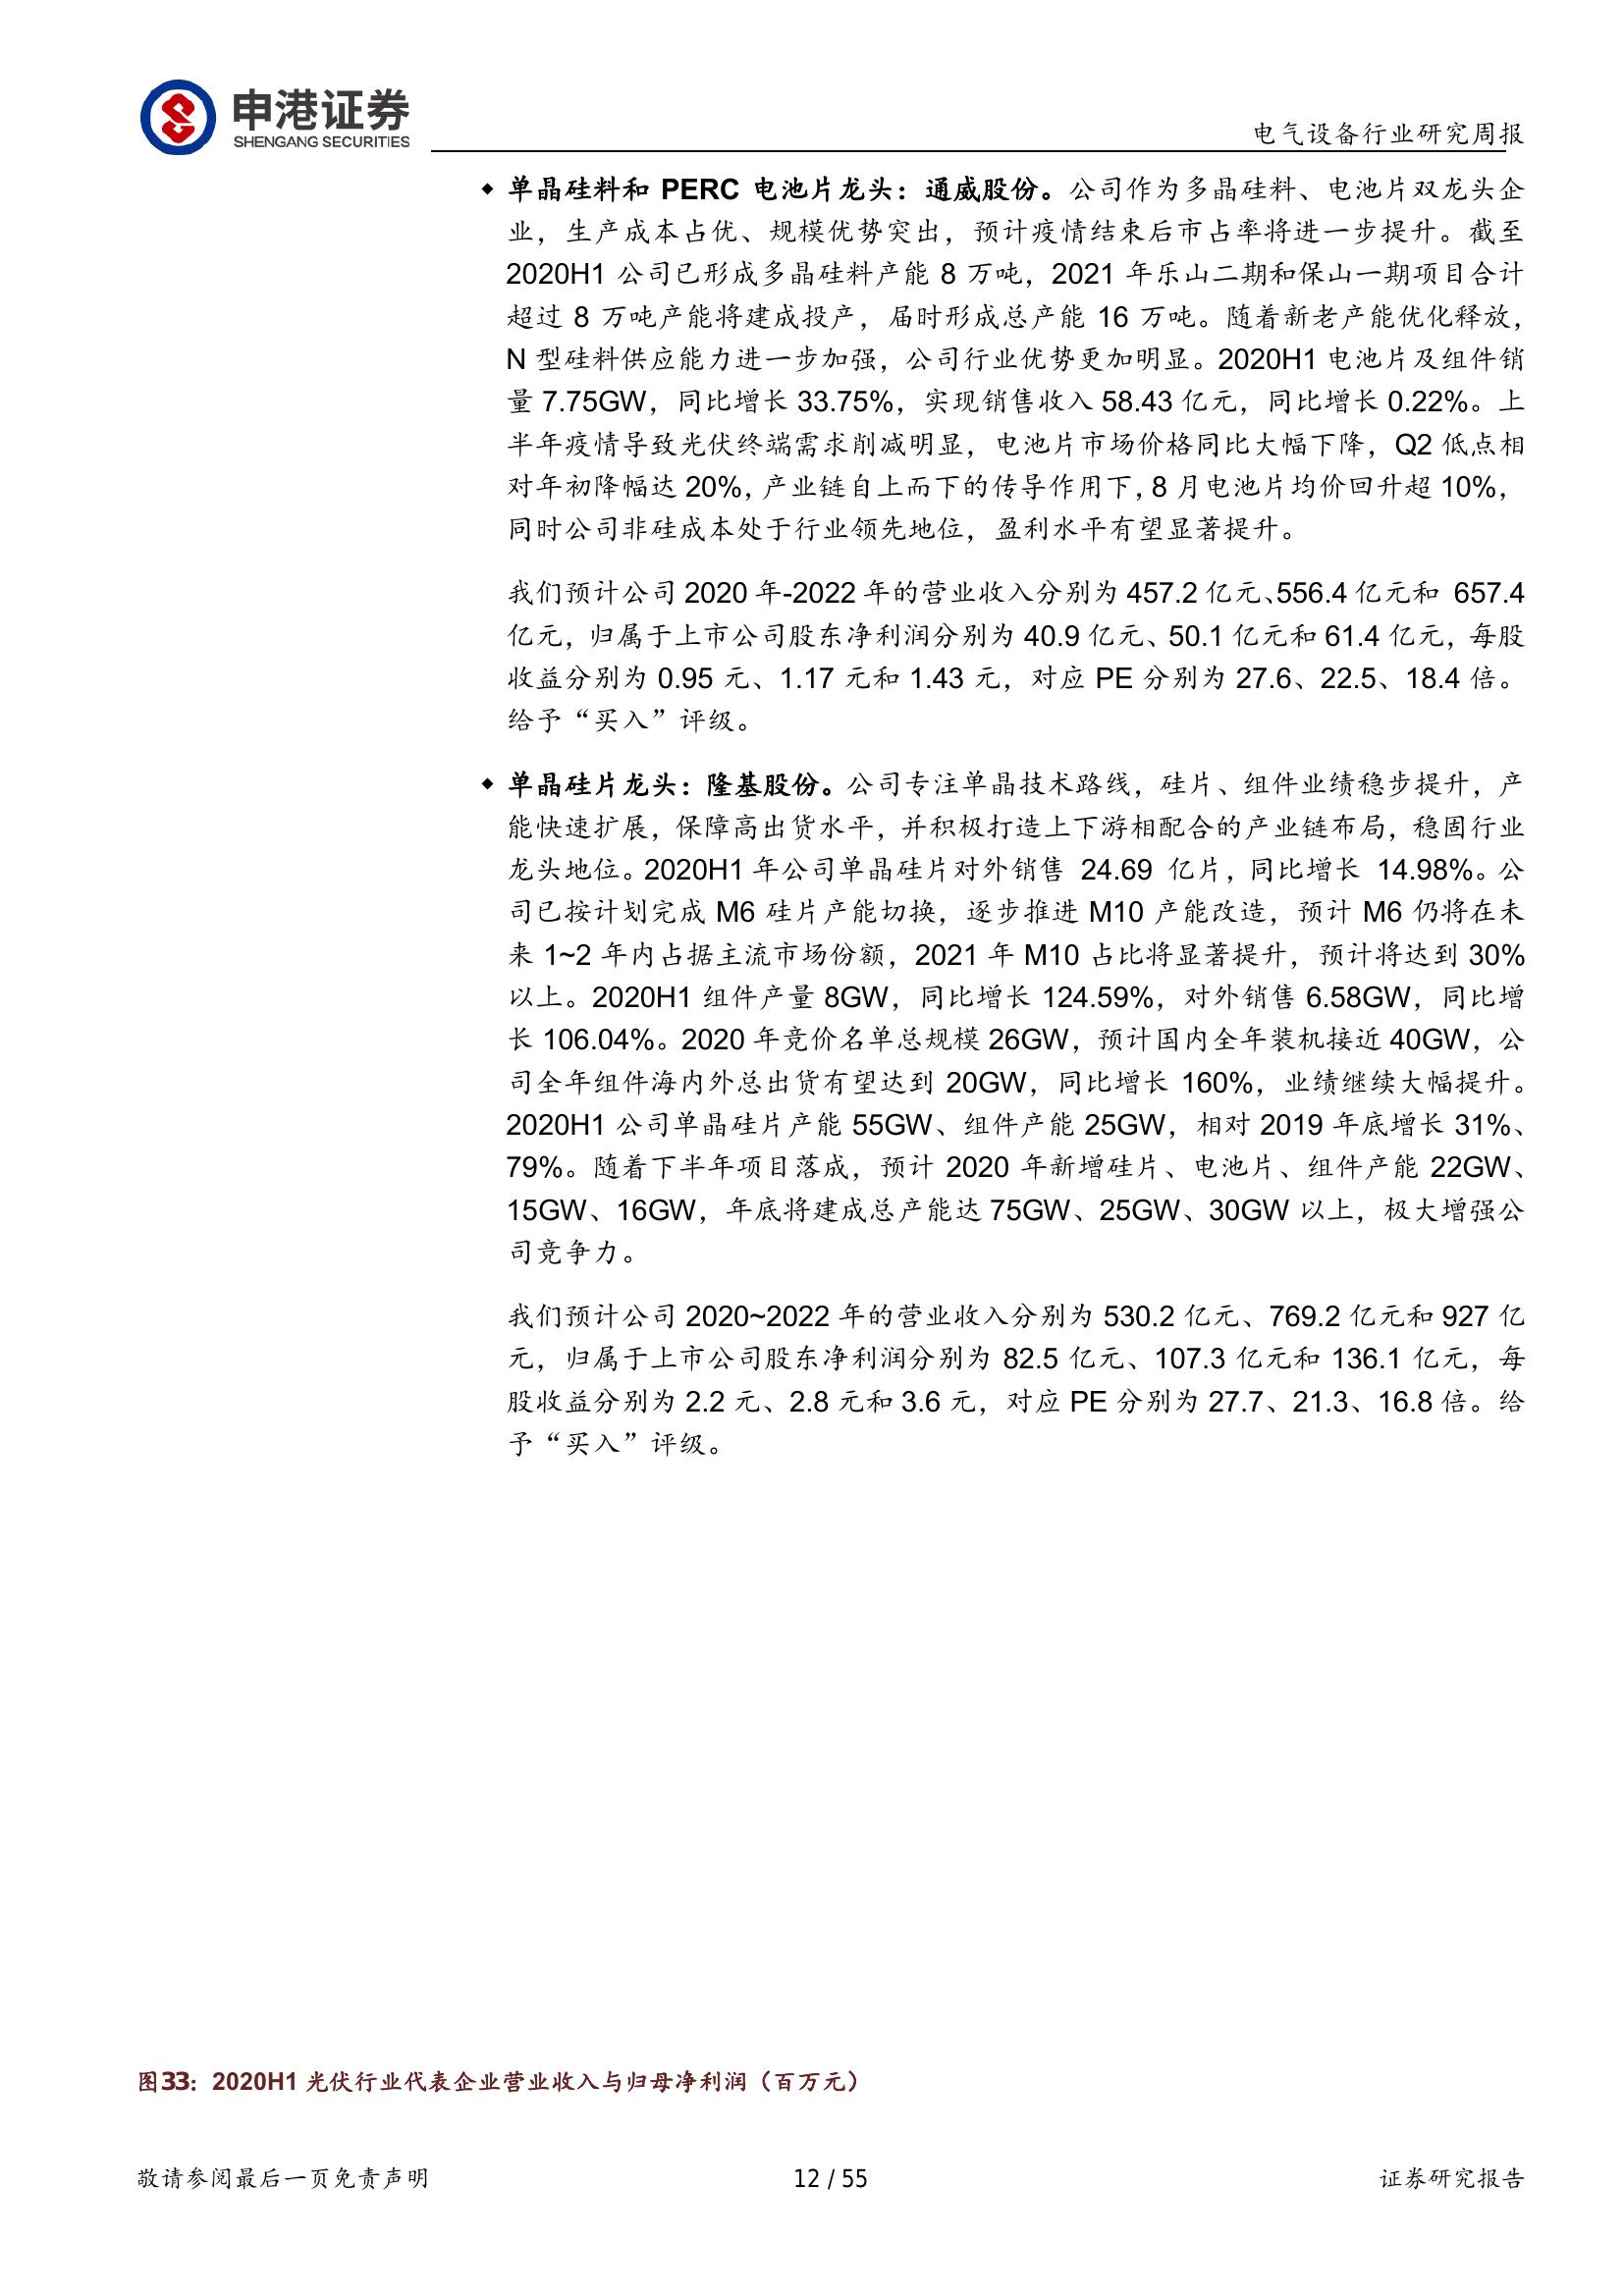 申港证券
SHENGANG SECURITIES
电气设备行业研究周报
◆ 单晶硅料和 PERC 电池片龙头：通威股份。公司作为多晶硅料、电池片双龙头企
业，生产成本占优、规模优势突出，预计疫情结束后市占率将进一步提升。截至
2020H1 公司已形成多晶硅料产能 8 万吨，2021 年乐山二期和保山一期项目合计
超过 8 万吨产能将建成投产，届时形成总产能 16 万吨。随着新老产能优化释放，
N 型硅料供应能力进一步加强，公司行业优势更加明显。2020H1 电池片及组件销
量 7.75GW，同比增长 33.75%，实现销售收入 58.43 亿元，同比增长 0.22%。上
半年疫情导致光伏终端需求削减明显，电池片市场价格同比大幅下降，Q2 低点相
对年初降幅达 20%，产业链自上而下的传导作用下，8 月电池片均价回升超 10%，
同时公司非硅成本处于行业领先地位，盈利水平有望显著提升。
我们预计公司 2020 年-2022 年的营业收入分别为 457.2 亿元、556.4 亿元和 657.4
亿元，归属于上市公司股东净利润分别为 40.9 亿元、50.1 亿元和 61.4 亿元，每股
收益分别为 0.95 元、1.17 元和 1.43 元，对应 PE 分别为 27.6、22.5、18.4 倍。
给予“买入”评级。
◆ 单晶硅片龙头：隆基股份。公司专注单晶技术路线，硅片、组件业绩稳步提升，产
能快速扩展，保障高出货水平，并积极打造上下游相配合的产业链布局，稳固行业
龙头地位。2020H1 年公司单晶硅片对外销售 24.69 亿片，同比增长 14.98%。公
司已按计划完成 M6 硅片产能切换，逐步推进 M10 产能改造，预计 M6 仍将在未
来 1~2 年内占据主流市场份额，2021 年 M10 占比将显著提升，预计将达到 30%
以上。2020H1 组件产量 8GW，同比增长 124.59%，对外销售 6.58GW，同比增
长 106.04%。2020 年竞价名单总规模 26GW，预计国内全年装机接近 40GW，公
司全年组件海内外总出货有望达到 20GW，同比增长 160%，业绩继续大幅提升。
2020H1 公司单晶硅片产能 55GW、组件产能 25GW，相对 2019 年底增长 31%、
79%。随着下半年项目落成，预计 2020 年新增硅片、电池片、组件产能 22GW、
15GW、16GW，年底将建成总产能达 75GW、25GW、30GW 以上，极大增强公
司竞争力。
我们预计公司 2020~2022 年的营业收入分别为 530.2 亿元、769.2 亿元和 927 亿
元，归属于上市公司股东净利润分别为 82.5 亿元、107.3 亿元和 136.1 亿元，每
股收益分别为 2.2 元、2.8 元和 3.6 元，对应 PE 分别为 27.7、21.3、16.8 倍。给
予“买入”评级。
图33：2020H1 光伏行业代表企业营业收入与归母净利润（百万元）
敬请参阅最后一页免责声明
12 / 55
证券研究报告